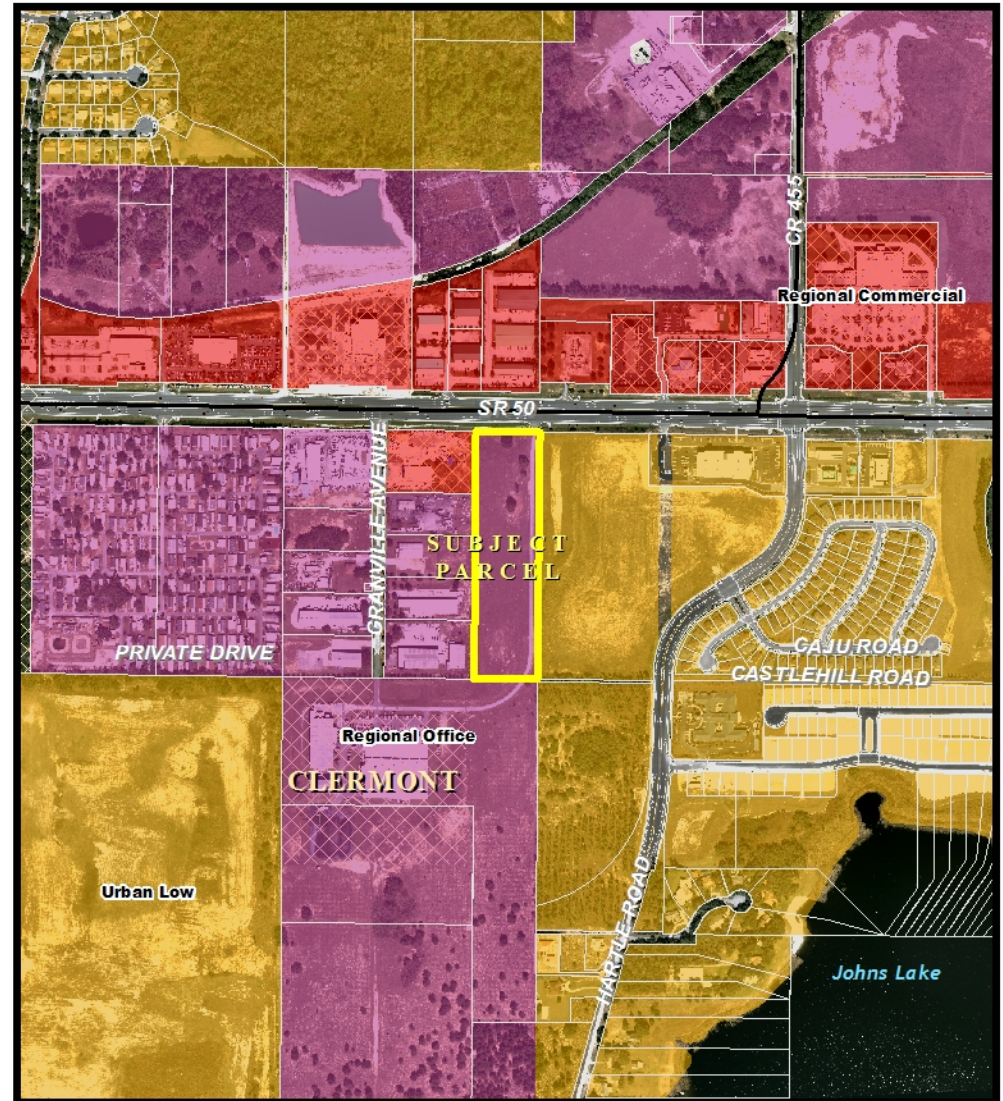 CR 455
Regional Commercial
SR 50
GRANVILLE AVENUE
SUBJECT
PARCEL
PRIVATE DRIVE
CAJU ROAD
CASTLEHILL ROAD
Regional Office
CLERMONT
Urban Low
HARTLE ROAD
Johns Lake